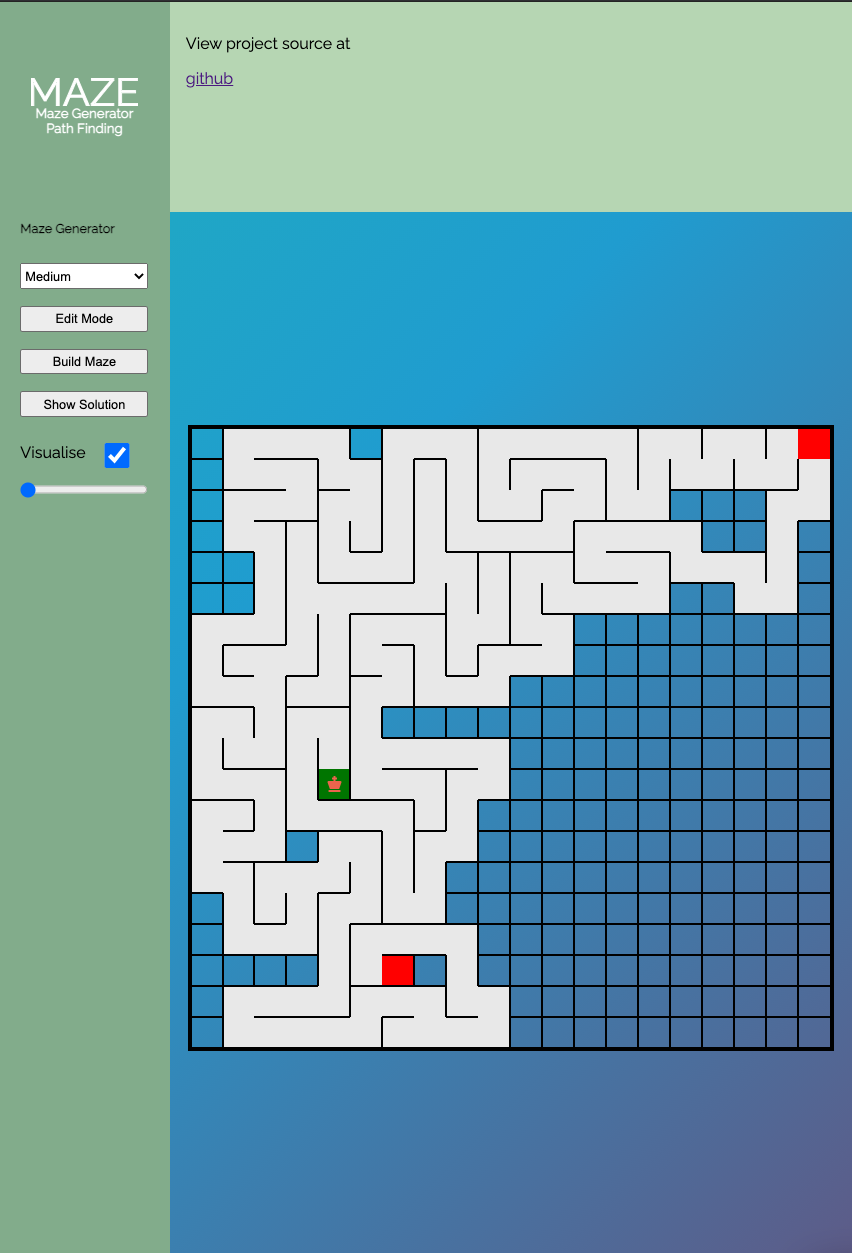 View project source at
github
MAZE
Maze Generator
Path Finding
Maze Generator
Medium
Edit Mode
Build Maze
Show Solution
Visualise